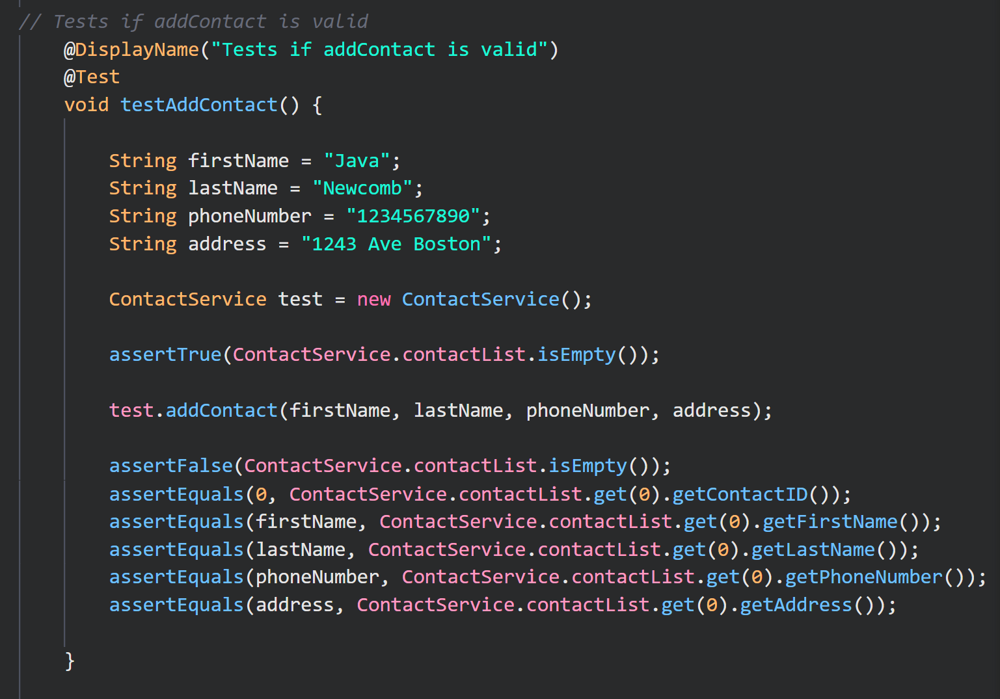 // Tests if addContact is valid
@DisplayName("Tests if addContact is valid")
@Test
void testAddContact() {
String firstName = "Java";
String lastName = "Newcomb";
String phoneNumber = "1234567890";
String address = "1243 Ave Boston";
ContactService test = new ContactService();
assertTrue(ContactService.contactList.isEmpty());
test.addContact(firstName, lastName, phoneNumber, address);
assertFalse(ContactService.contactList.isEmpty());
assertEquals(0, ContactService.contactList.get(0).getContactID());
assertEquals(firstName, ContactService.contactList.get(0).getFirstName());
assertEquals(lastName, ContactService.contactList.get(0).getLastName());
assertEquals(phoneNumber, ContactService.contactList.get(0).getPhoneNumber());
assertEquals(address, ContactService.contactList.get(0).getAddress());
}